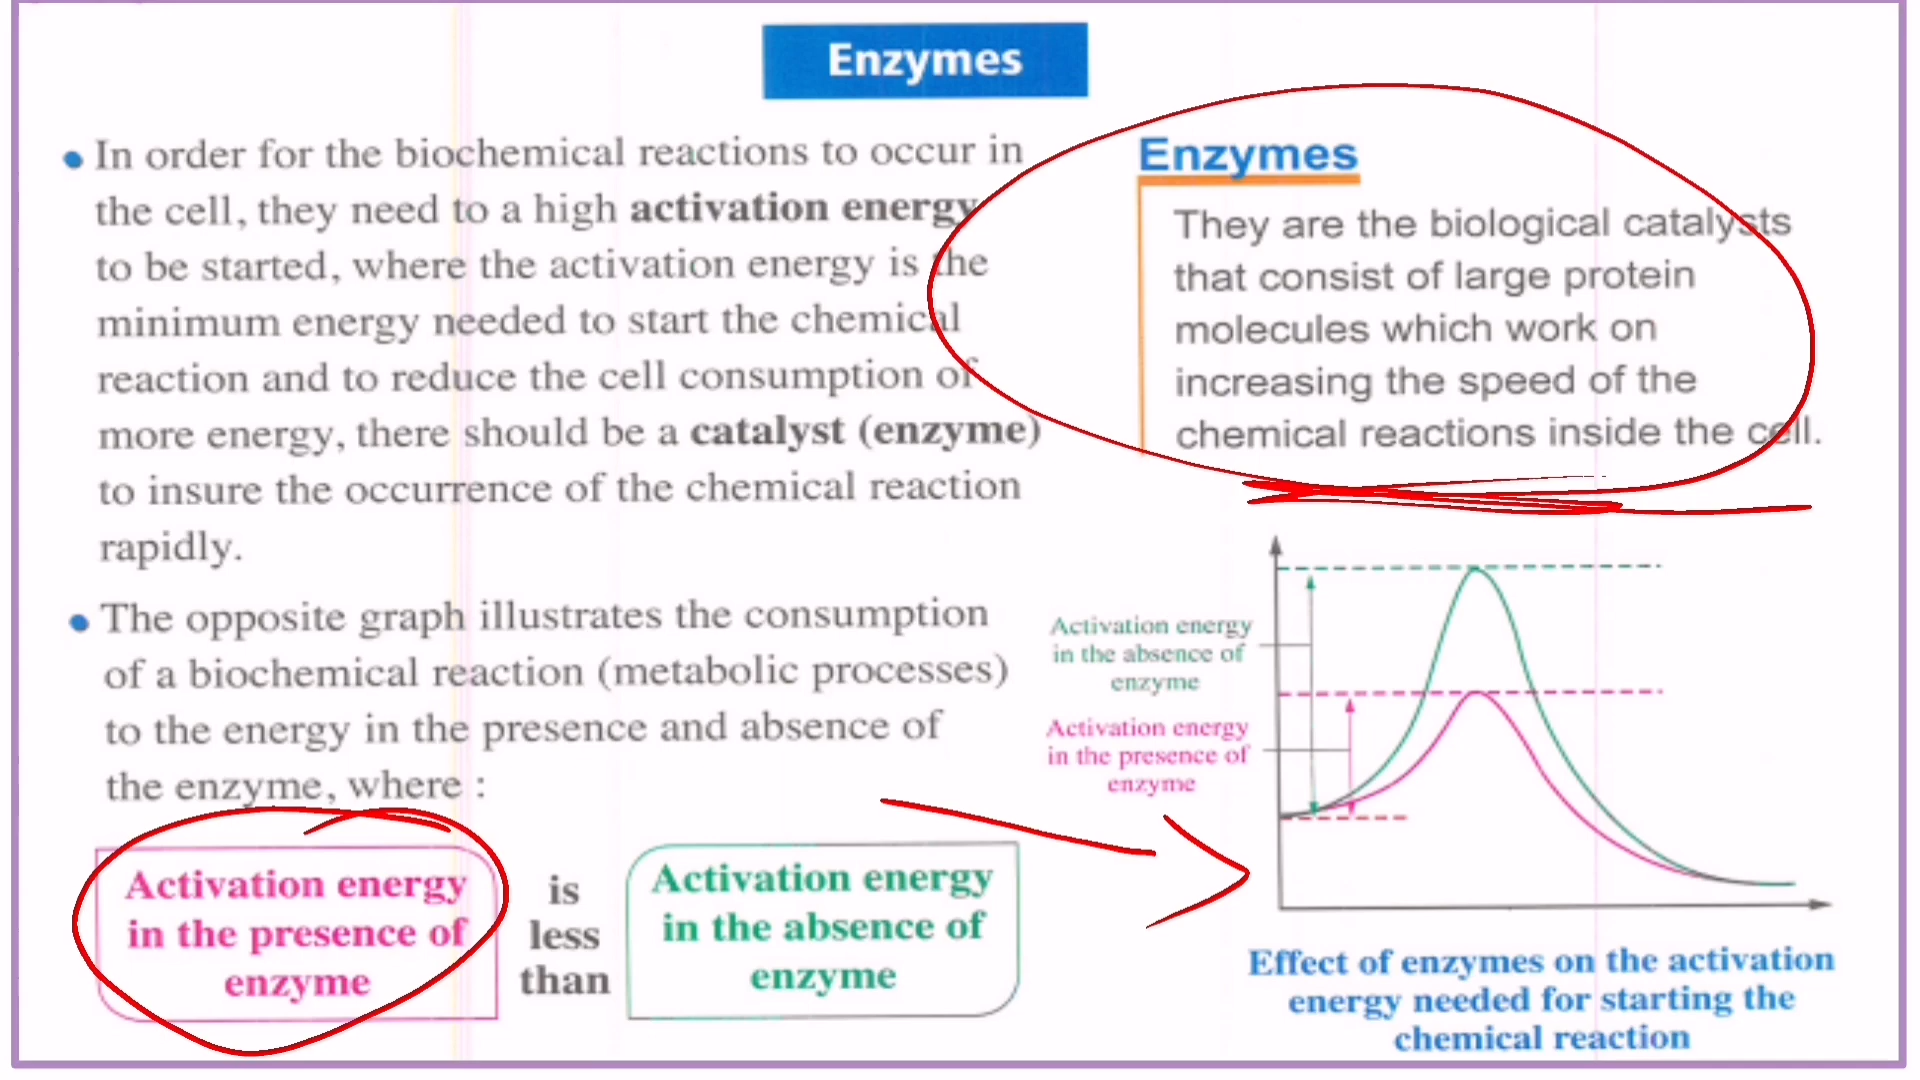 Enzymes
• In order for the biochemical reactions to occur in
the cell, they need to a high activation energy
to be started, where the activation energy is the
minimum energy needed to start the chemical
reaction and to reduce the cell consumption of
more energy, there should be a catalyst (enzyme)
to insure the occurrence of the chemical reaction
rapidly.
• The opposite graph illustrates the consumption
of a biochemical reaction (metabolic processes)
to the energy in the presence and absence of
the enzyme, where :
Activation energy
in the presence of
enzyme
is
less
than
Activation energy
in the absence of
enzyme
Enzymes
They are the biological catalysts
that consist of large protein
molecules which work on
increasing the speed of the
chemical reactions inside the cell.
Activation energy
in the absence of
enzyme
Activation energy
in the presence of
enzyme
Effect of enzymes on the activation
energy needed for starting the
chemical reaction